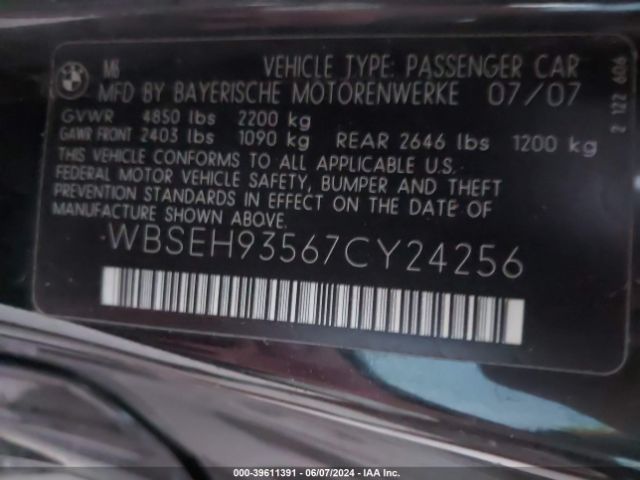 M6 VEHICLE TYPE: PASSENGER CAR
MFD BY BAYERISCHE MOTORENWERKE 07/07
GVWR 4850 lbs 2200 kg
GAWR FRONT 2403 lbs 1090 kg REAR 2646 lbs 1200 kg
THIS VEHICLE CONFORMS TO ALL APPLICABLE U.S.
FEDERAL MOTOR VEHICLE SAFETY, BUMPER AND THEFT
PREVENTION STANDARDS IN EFFECT ON THE DATE OF
MANUFACTURE SHOWN ABOVE.
WBSEH93567CY24256
2 122 606
000-39611391 - 06/07/2024 - IAA Inc.